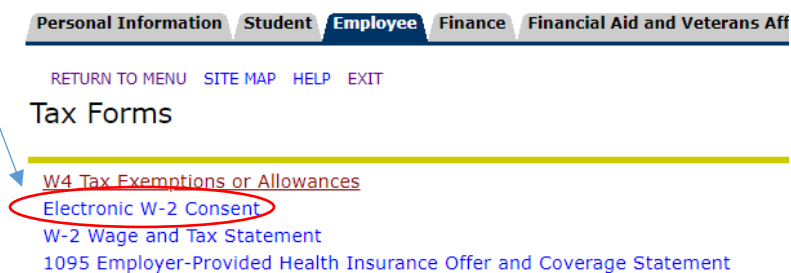 Personal Information Student Employee Finance Financial Aid and Veterans Aff
RETURN TO MENU SITE MAP HELP EXIT
Tax Forms
W4 Tax Exemptions or Allowances
Electronic W-2 Consent
W-2 Wage and Tax Statement
1095 Employer-Provided Health Insurance Offer and Coverage Statement